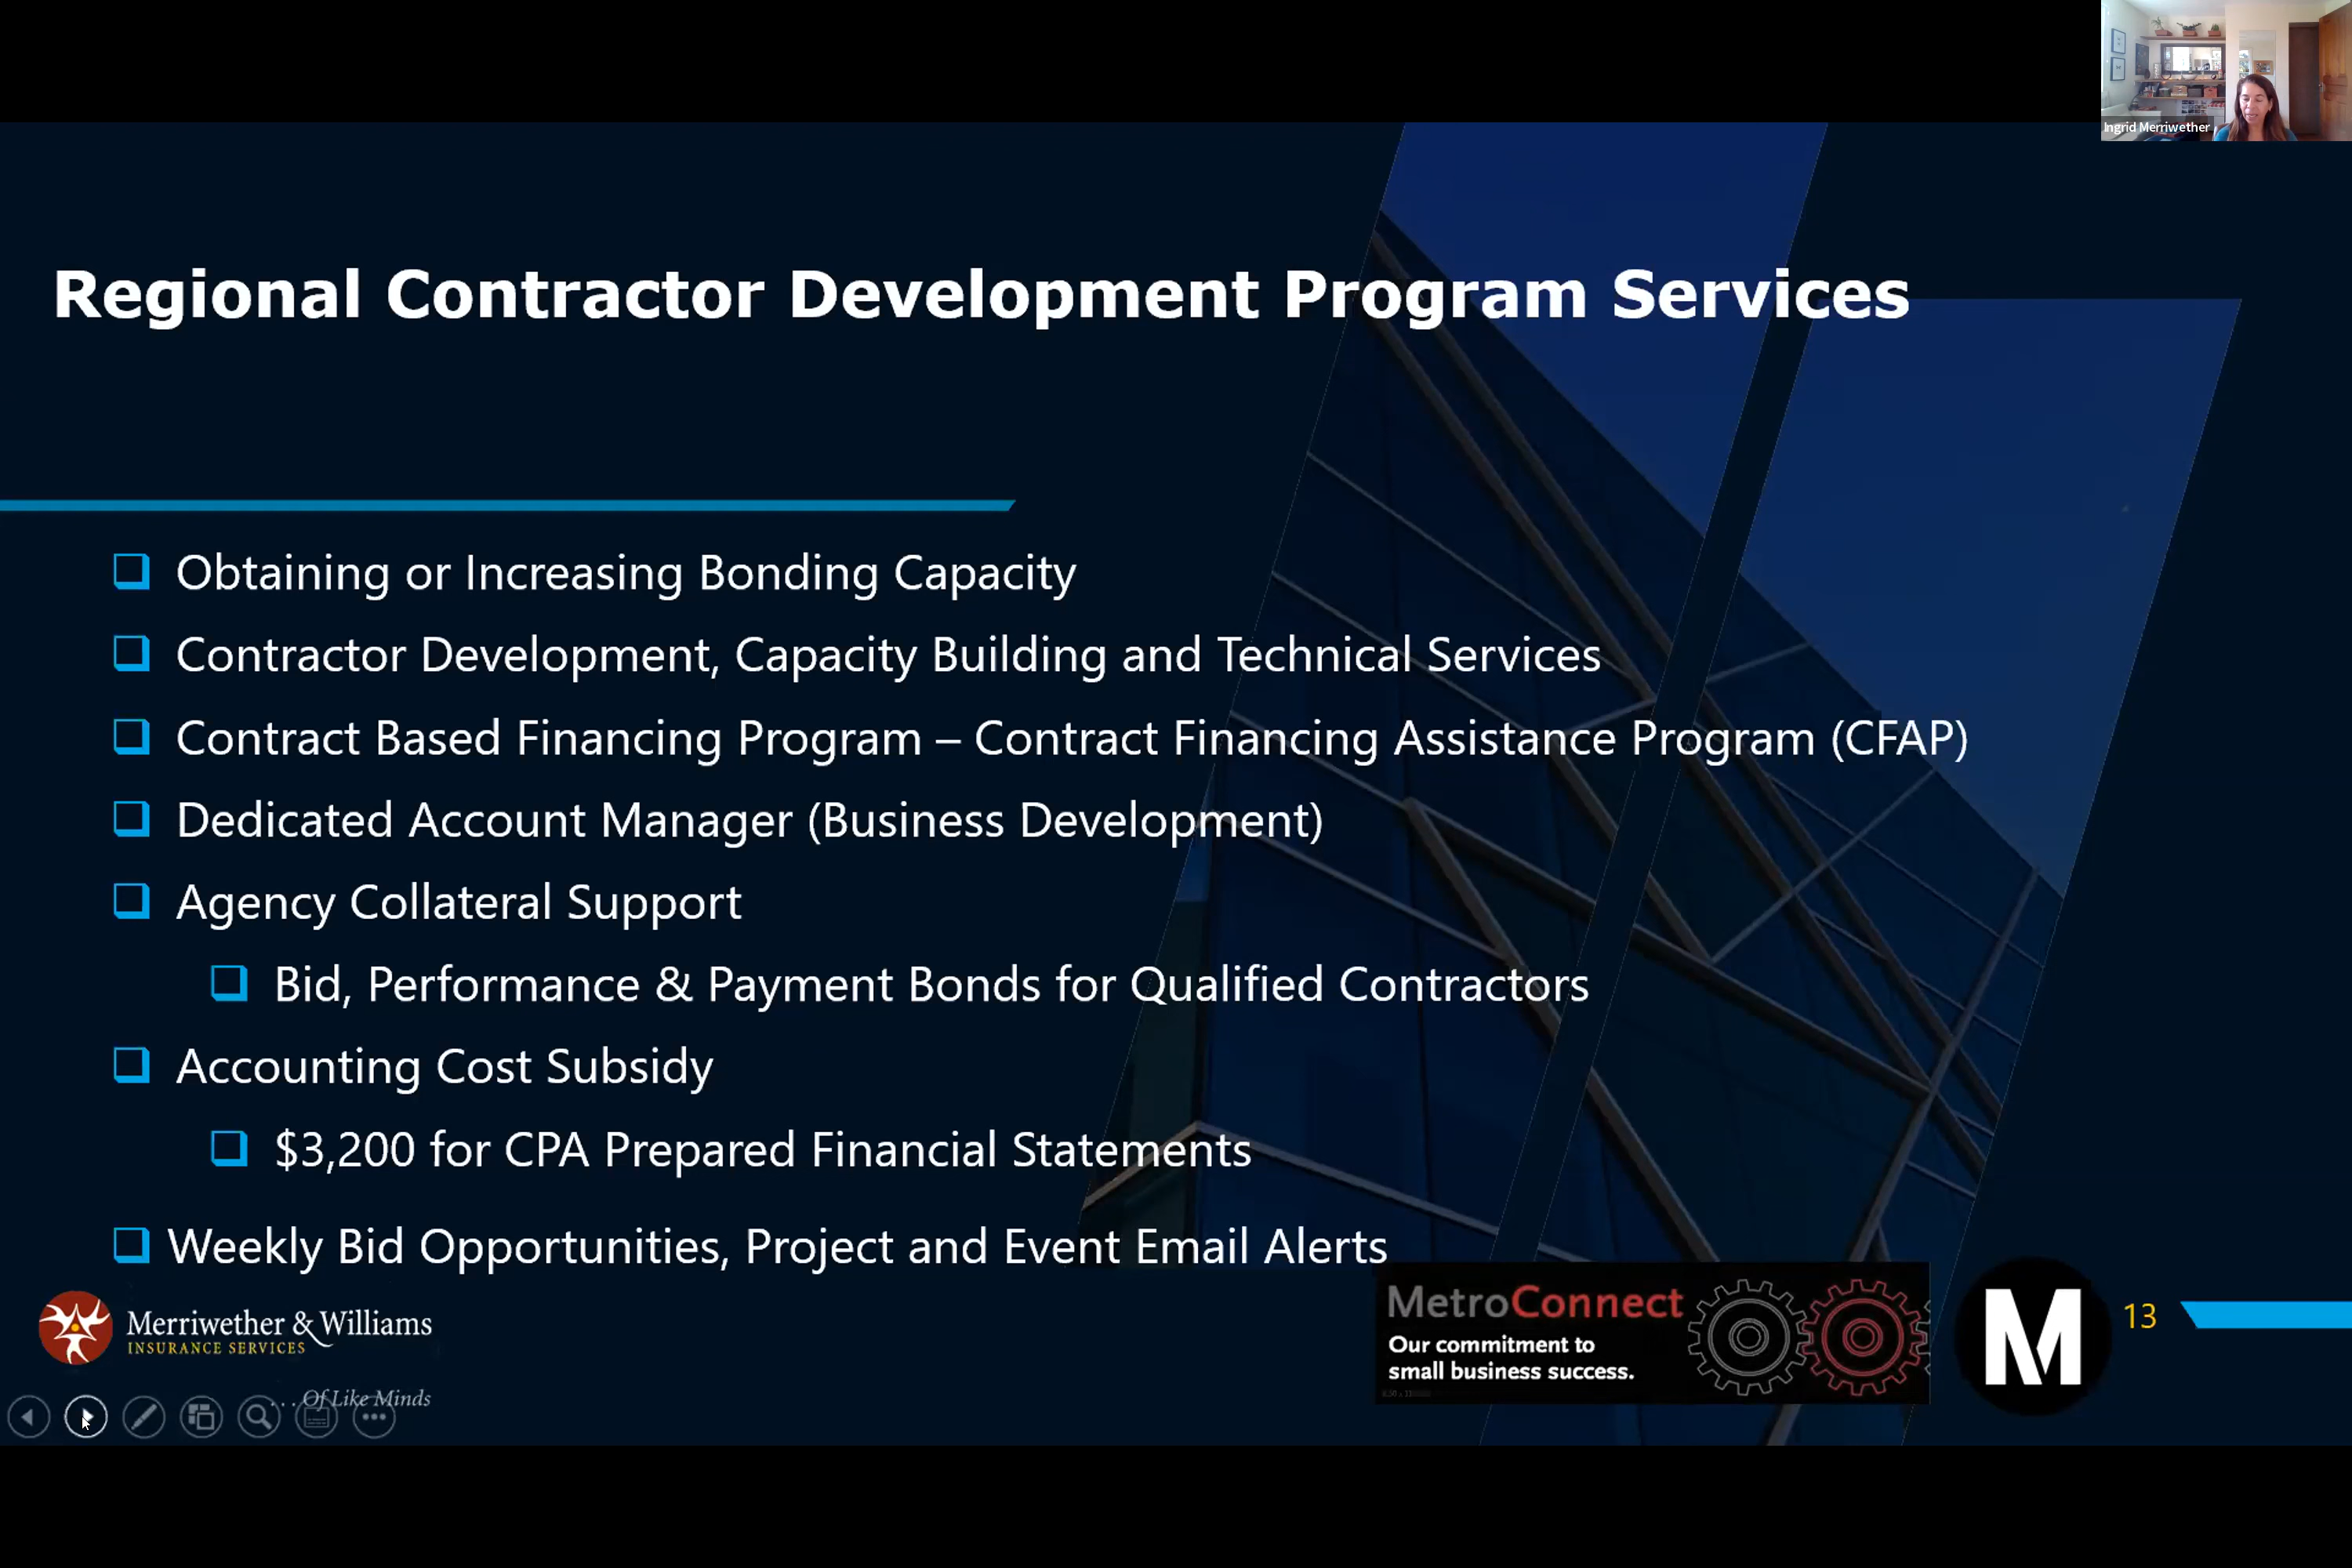 Ingrid Merriwether
Regional Contractor Development Program Services
Obtaining or Increasing Bonding Capacity
Contractor Development, Capacity Building and Technical Services
Contract Based Financing Program – Contract Financing Assistance Program (CFAP)
Dedicated Account Manager (Business Development)
Agency Collateral Support
Bid, Performance & Payment Bonds for Qualified Contractors
Accounting Cost Subsidy
$3,200 for CPA Prepared Financial Statements
Weekly Bid Opportunities, Project and Event Email Alerts
Merriwether & Williams
INSURANCE SERVICES
. . . Of Like Minds
MetroConnect
Our commitment to
small business success.
M
13